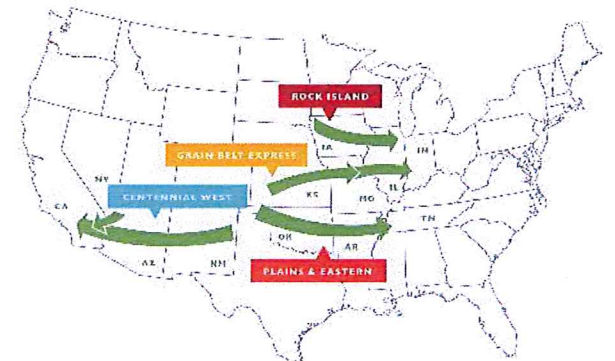 ROCK ISLAND
IA
IN
GRAIN BELT EXPRESS
NV
KS
IL
MO
CA
CENTENNIAL WEST
TN
OK
AR
AZ
NM
PLAINS & EASTERN